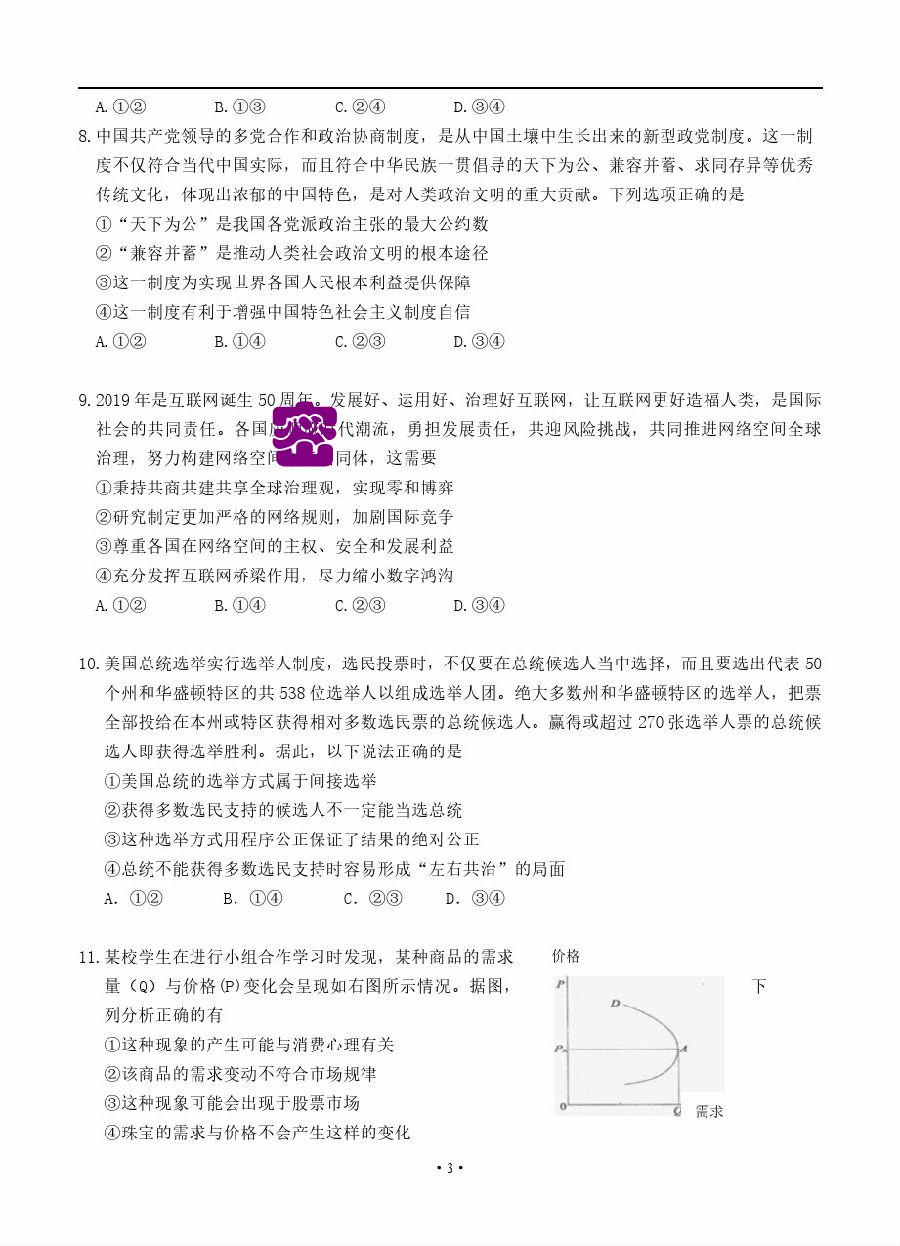 A.①② B.①③ C.②④ D.③④
8.中国共产党领导的多党合作和政治协商制度，是从中国土壤中生长出来的新型政党制度。这一制
度不仅符合当代中国实际，而且符合中华民族一贯倡导的天下为公、兼容并蓄、求同存异等优秀
传统文化，体现出浓郁的中国特色，是对人类政治文明的重大贡献。下列选项正确的是
①“天下为公”是我国各党派政治主张的最大公约数
②“兼容并蓄”是推动人类社会政治文明的根本途径
③这一制度为实现世界各国人民根本利益提供保障
④这一制度有利于增强中国特色社会主义制度自信
A.①② B.①④ C.②③ D.③④
9.2019 年是互联网诞生 50 周年。发展好、运用好、治理好互联网，让互联网更好造福人类，是国际
社会的共同责任。各国 代潮流，勇担发展责任，共迎风险挑战，共同推进网络空间全球
治理，努力构建网络空间 同体，这需要
①秉持共商共建共享全球治理观，实现零和博弈
②研究制定更加严格的网络规则，加剧国际竞争
③尊重各国在网络空间的主权、安全和发展利益
④充分发挥互联网桥梁作用，尽力缩小数字鸿沟
A.①② B.①④ C.②③ D.③④
10.美国总统选举实行选举人制度，选民投票时，不仅要在总统候选人当中选择，而且要选出代表 50
个州和华盛顿特区的共 538 位选举人以组成选举人团。绝大多数州和华盛顿特区的选举人，把票
全部投给在本州或特区获得相对多数选民票的总统候选人。赢得或超过 270 张选举人票的总统候
选人即获得选举胜利。据此，以下说法正确的是
①美国总统的选举方式属于间接选举
②获得多数选民支持的候选人不一定能当选总统
③这种选举方式用程序公正保证了结果的绝对公正
④总统不能获得多数选民支持时容易形成“左右共治”的局面
A．①② B．①④ C．②③ D．③④
11.某校学生在进行小组合作学习时发现，某种商品的需求
量（Q）与价格(P)变化会呈现如右图所示情况。据图， 下
列分析正确的有
①这种现象的产生可能与消费心理有关
②该商品的需求变动不符合市场规律
③这种现象可能会出现于股票市场
④珠宝的需求与价格不会产生这样的变化
价格
P
D
A
0
Q 需求
·3·